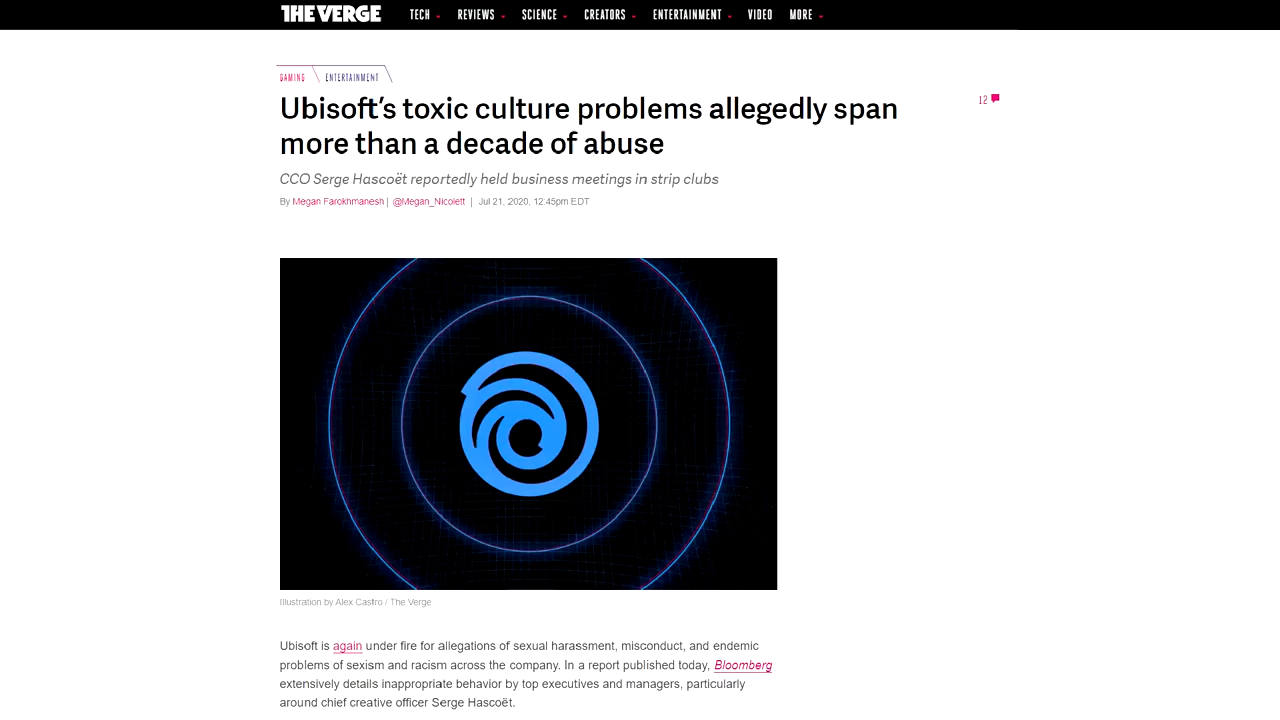 THE VERGE TECH REVIEWS SCIENCE CREATORS ENTERTAINMENT VIDEO MORE
GAMING ENTERTAINMENT
Ubisoft’s toxic culture problems allegedly span
more than a decade of abuse
12
CCO Serge Hascoët reportedly held business meetings in strip clubs
By Megan Farokhmanesh | @Megan_Nicolett | Jul 21, 2020, 12:45pm EDT
Illustration by Alex Castro / The Verge
Ubisoft is again under fire for allegations of sexual harassment, misconduct, and endemic
problems of sexism and racism across the company. In a report published today, Bloomberg
extensively details inappropriate behavior by top executives and managers, particularly
around chief creative officer Serge Hascoët.